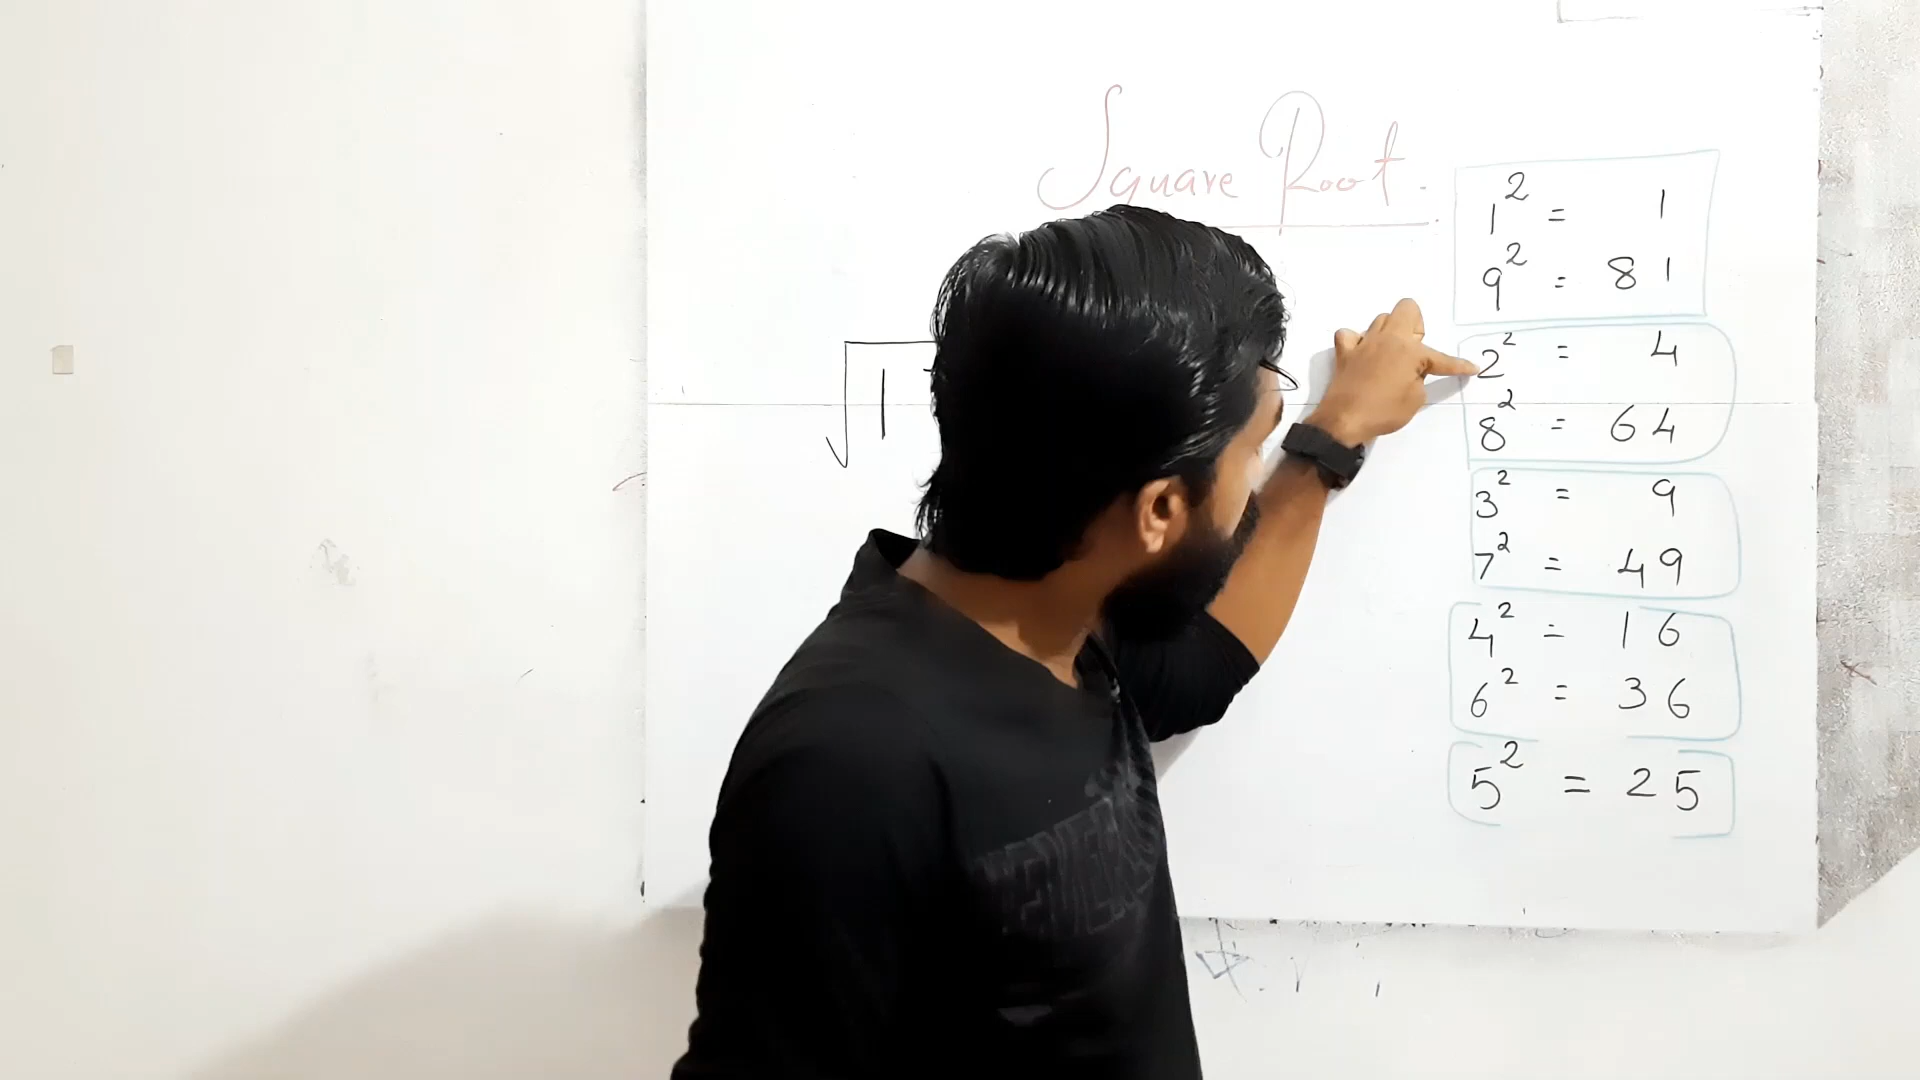 Square Root.
1² = 1
9² = 81
√1
2² = 4
8² = 64
3² = 9
7² = 49
4² = 16
6² = 36
5² = 25